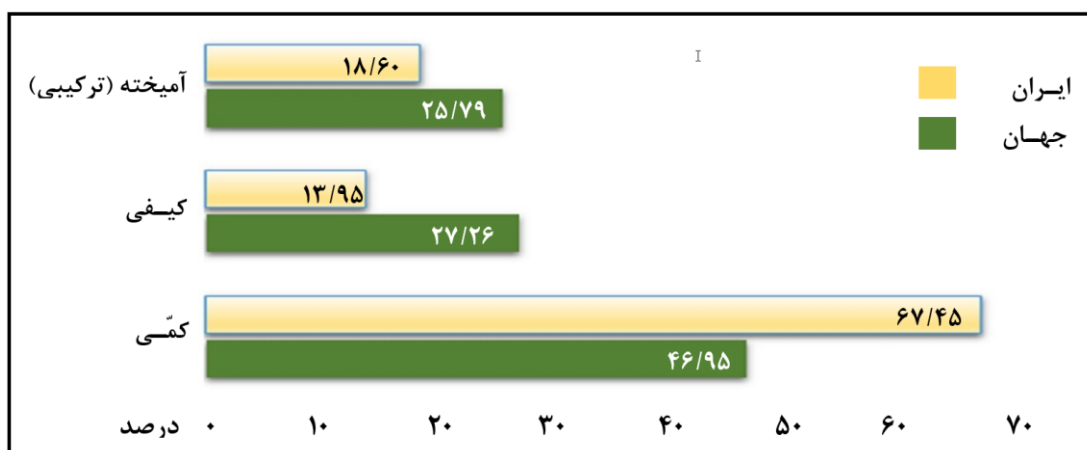 ایـران
جهـان
آمیخته (ترکیبی)
۱۸/۶۰
۲۵/۷۹
کیـفی
۱۳/۹۵
۲۷/۲۶
کمّـی
۶۷/۴۵
۴۶/۹۵
درصد ۰ ۱۰ ۲۰ ۳۰ ۴۰ ۵۰ ۶۰ ۷۰